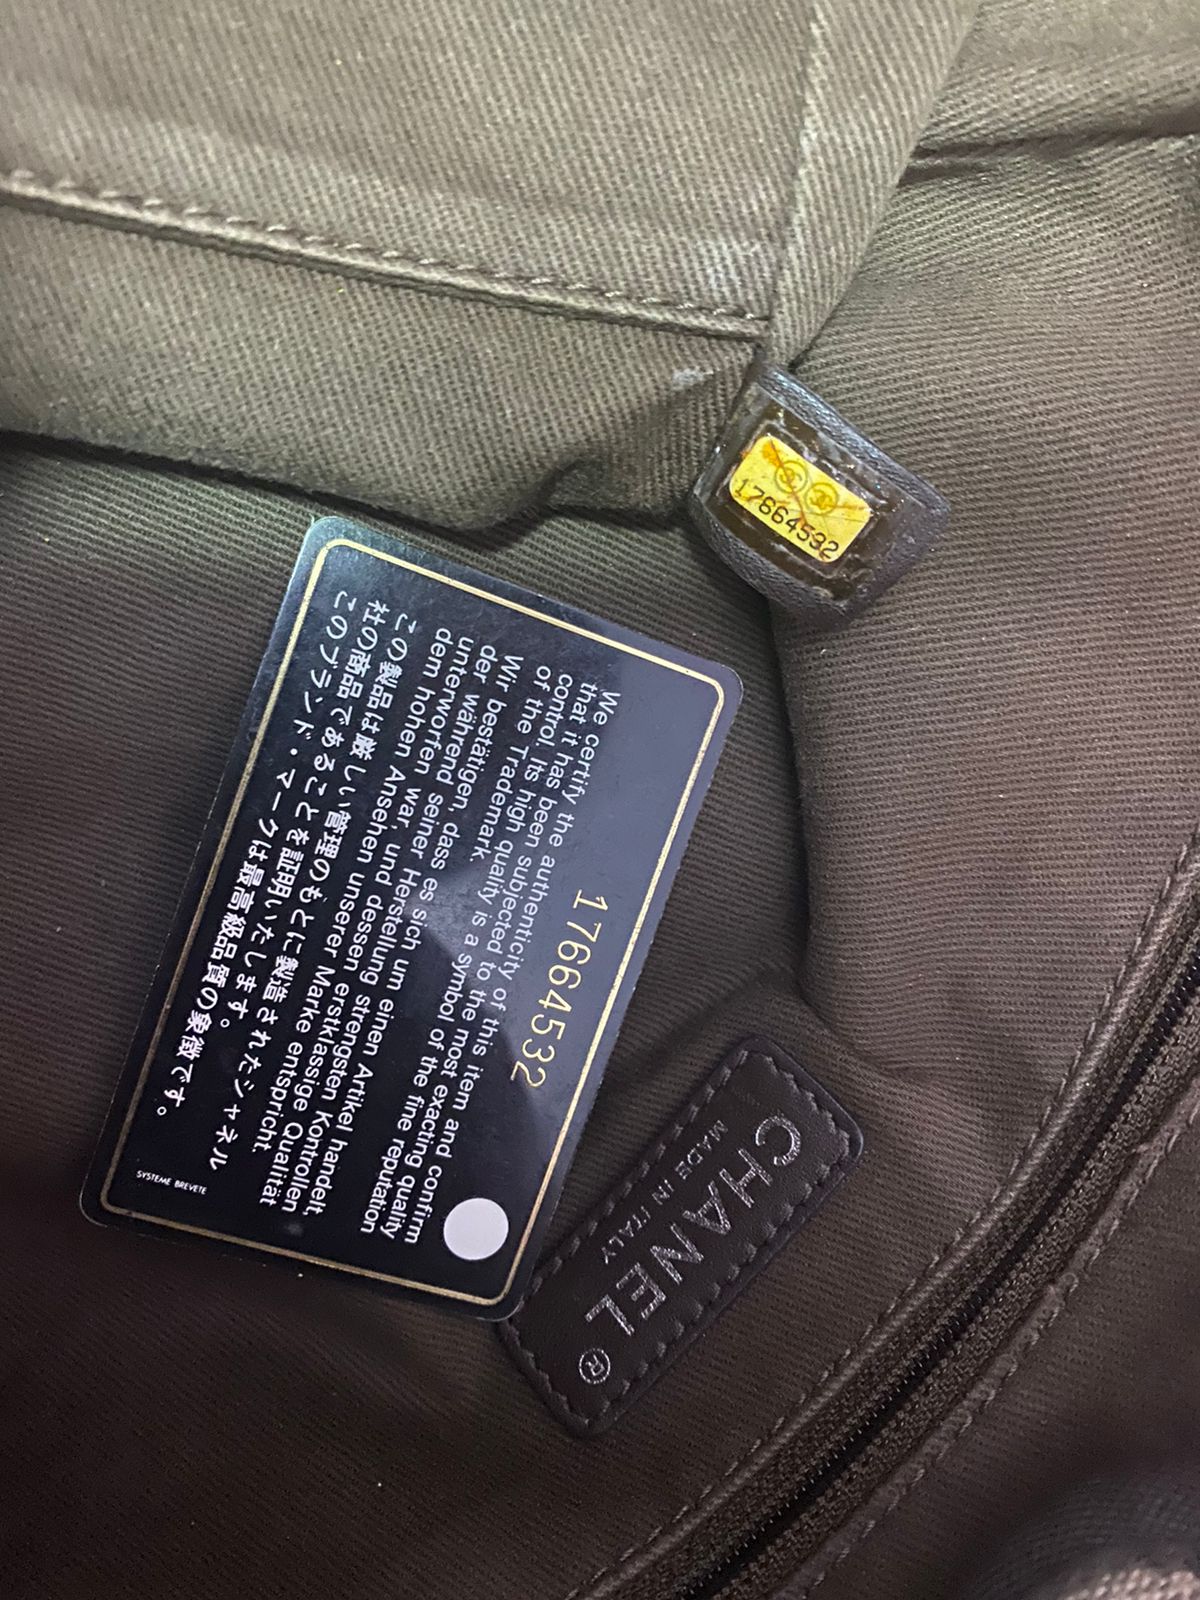 17664532
17664532
We certify the authenticity of this item and confirm
that it has been subjected to the most exacting quality
control. Its high quality is a symbol of the fine reputation
of the Trademark.
Wir bestätigen, dass es sich um einen Artikel handelt,
der während seiner Herstellung strengsten Kontrollen
unterworfen war, und dessen erstklassige Qualität
dem hohen Ansehen unserer Marke entspricht.
この製品は厳しい管理のもとに製造されたシャネル
社の商品であることを証明いたします。
このブランド・マークは最高級品質の象徴です。
SYSTEME BREVETE
CHANEL®
MADE IN ITALY